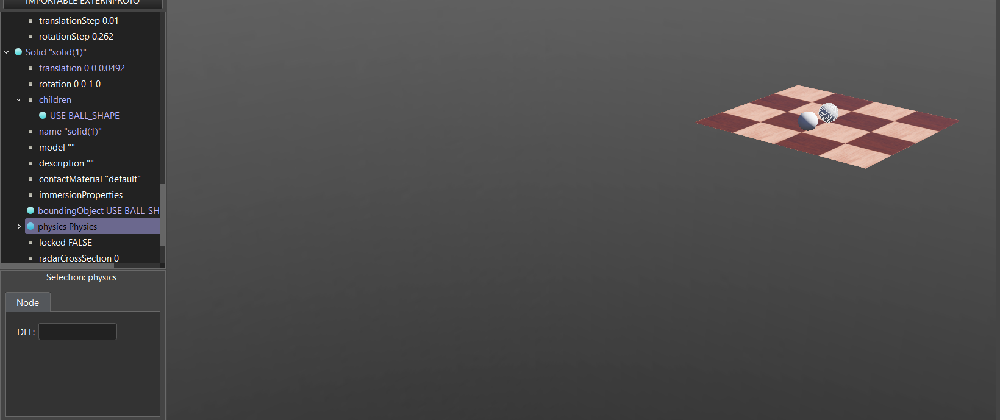 IMPORTABLE EXTERNPROTO
translationStep 0.01
rotationStep 0.262
Solid "solid(1)"
translation 0 0 0.0492
rotation 0 0 1 0
children
USE BALL_SHAPE
name "solid(1)"
model ""
description ""
contactMaterial "default"
immersionProperties
boundingObject USE BALL_SH
physics Physics
locked FALSE
radarCrossSection 0
Selection: physics
Node
DEF: